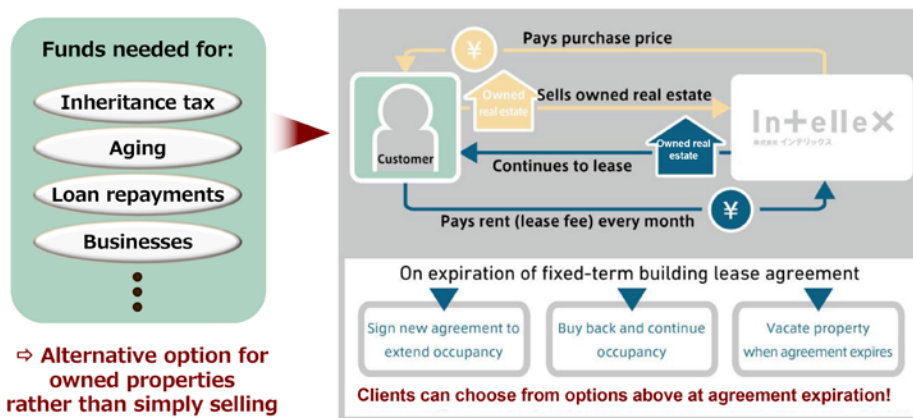 Funds needed for:
Inheritance tax
Aging
Loan repayments
Businesses
⇨ Alternative option for
owned properties
rather than simply selling
¥
Pays purchase price
Owned
real estate
Sells owned real estate
Customer
Intellex
株式会社 インテリックス
Owned real
estate
Continues to lease
¥
Pays rent (lease fee) every month
On expiration of fixed-term building lease agreement
Sign new agreement to
extend occupancy
Buy back and continue
occupancy
Vacate property
when agreement expires
Clients can choose from options above at agreement expiration!